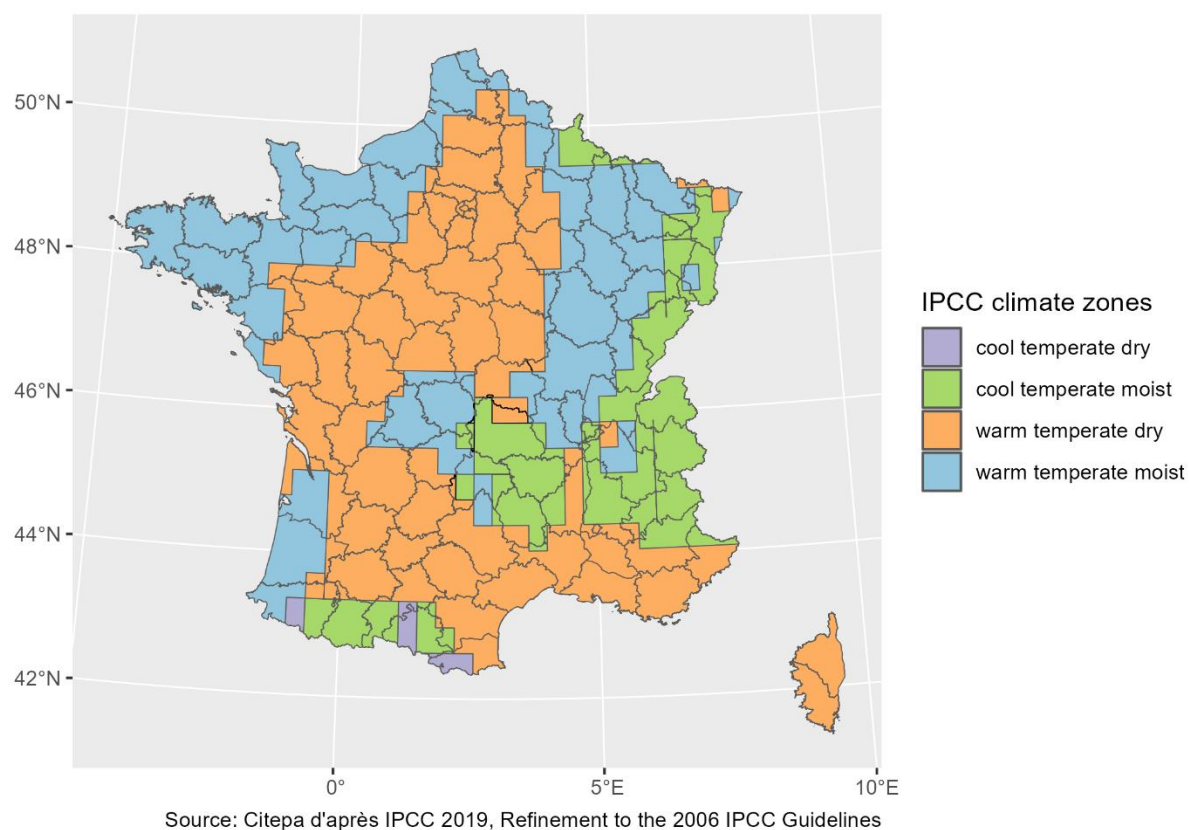 50°N
48°N
46°N
44°N
42°N
0°
5°E
10°E
IPCC climate zones
cool temperate dry
cool temperate moist
warm temperate dry
warm temperate moist
Source: Citepa d'après IPCC 2019, Refinement to the 2006 IPCC Guidelines